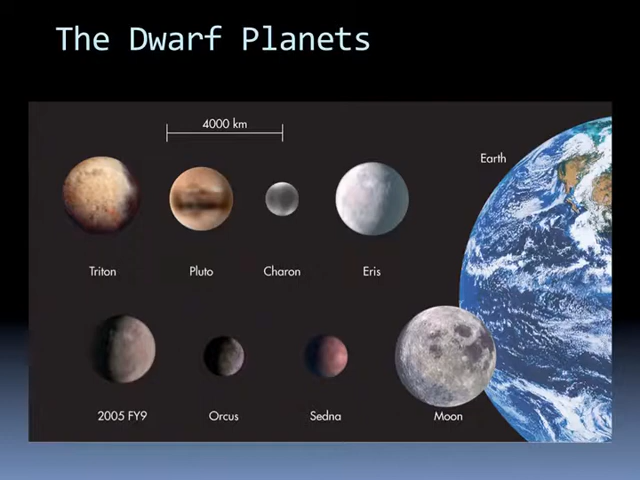 The Dwarf Planets
4000 km
Earth
Triton
Pluto
Charon
Eris
2005 FY9
Orcus
Sedna
Moon